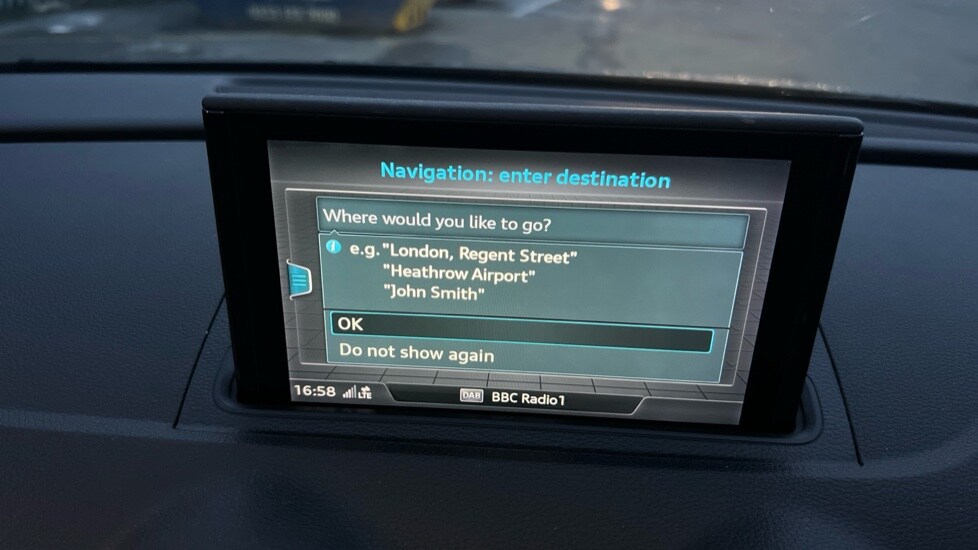 Navigation: enter destination
Where would you like to go?
e.g. "London, Regent Street"
"Heathrow Airport"
"John Smith"
OK
Do not show again
16:58 LTE DAB BBC Radio1